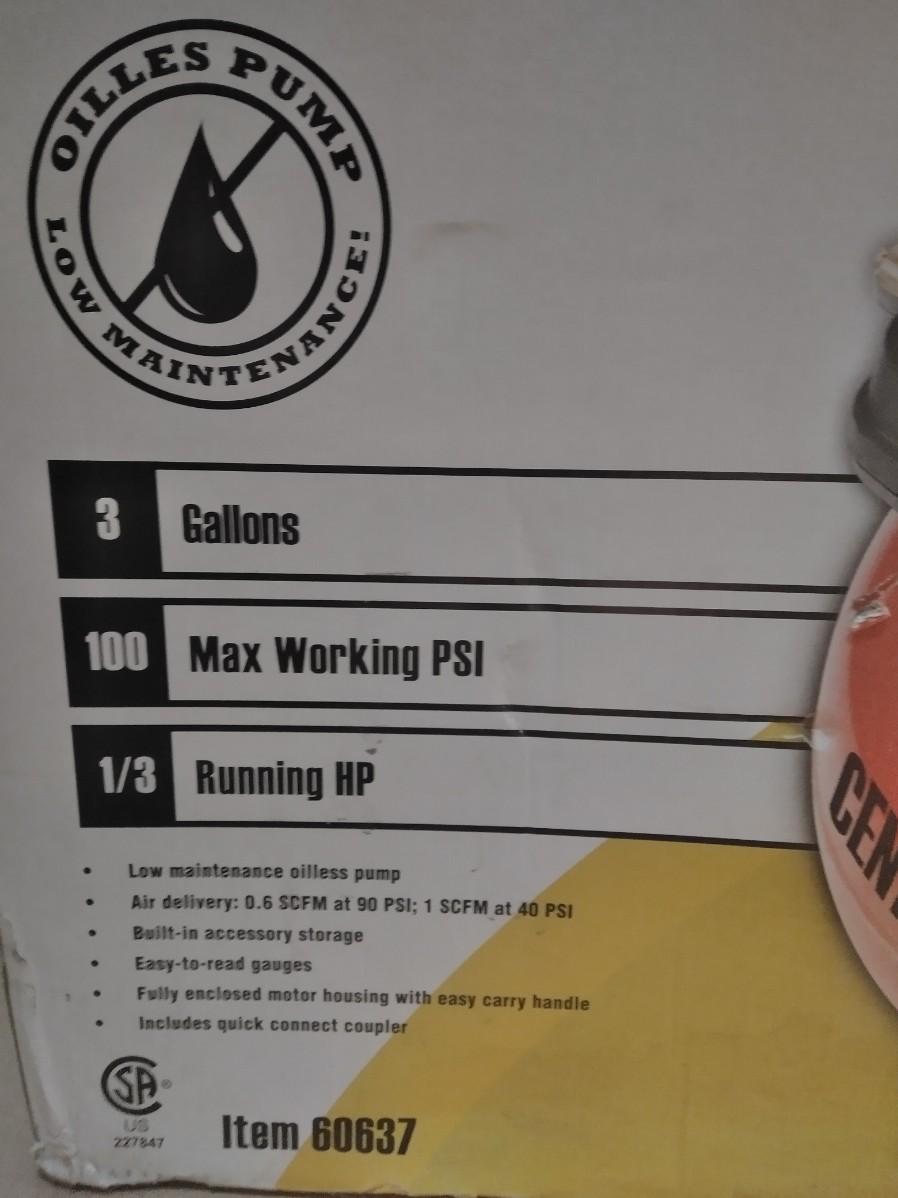 OILLES PUMP
LOW MAINTENANCE!
3 Gallons
100 Max Working PSI
1/3 Running HP
• Low maintenance oilless pump
• Air delivery: 0.6 SCFM at 90 PSI; 1 SCFM at 40 PSI
• Built-in accessory storage
• Easy-to-read gauges
• Fully enclosed motor housing with easy carry handle
• Includes quick connect coupler
CEN
SA®
US
227847
Item 60637